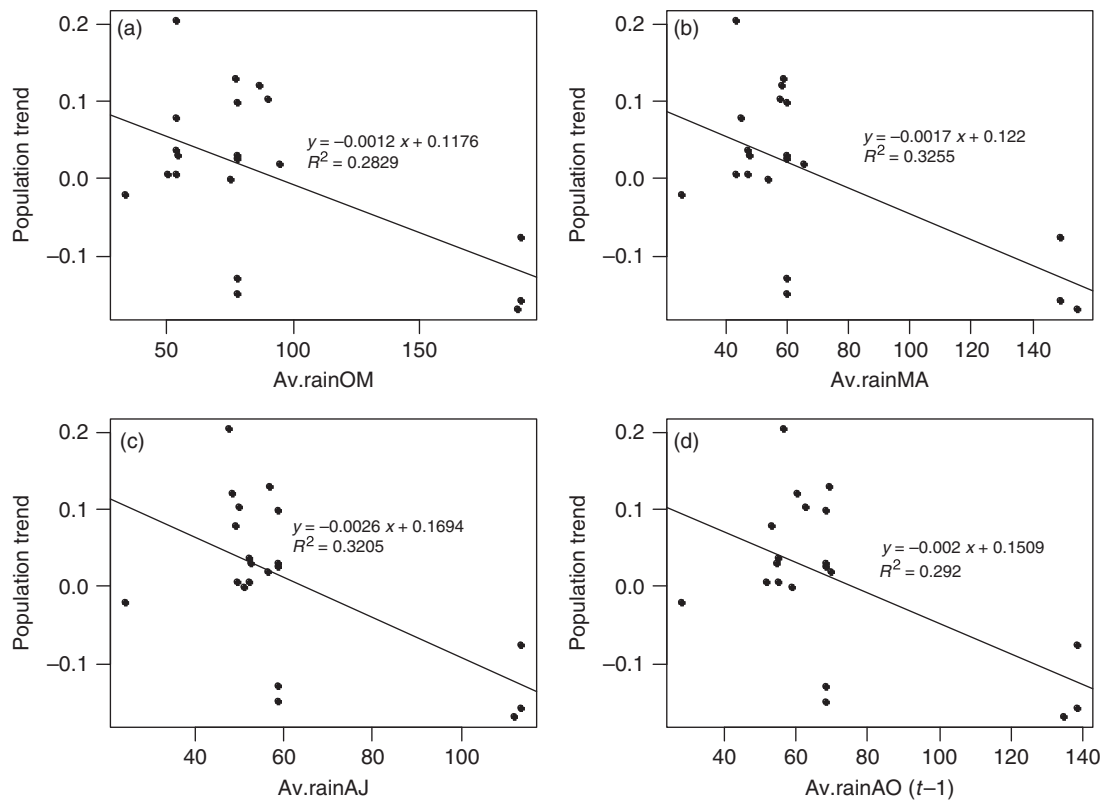 (a)
0.2
0.1
0.0
–0.1
Population trend
y = –0.0012 x + 0.1176
R² = 0.2829
50
100
150
Av.rainOM
(b)
0.2
0.1
0.0
–0.1
Population trend
y = –0.0017 x + 0.122
R² = 0.3255
40
60
80
100
120
140
Av.rainMA
(c)
0.2
0.1
0.0
–0.1
Population trend
y = –0.0026 x + 0.1694
R² = 0.3205
40
60
80
100
Av.rainAJ
(d)
0.2
0.1
0.0
–0.1
Population trend
y = –0.002 x + 0.1509
R² = 0.292
40
60
80
100
120
140
Av.rainAO (t–1)